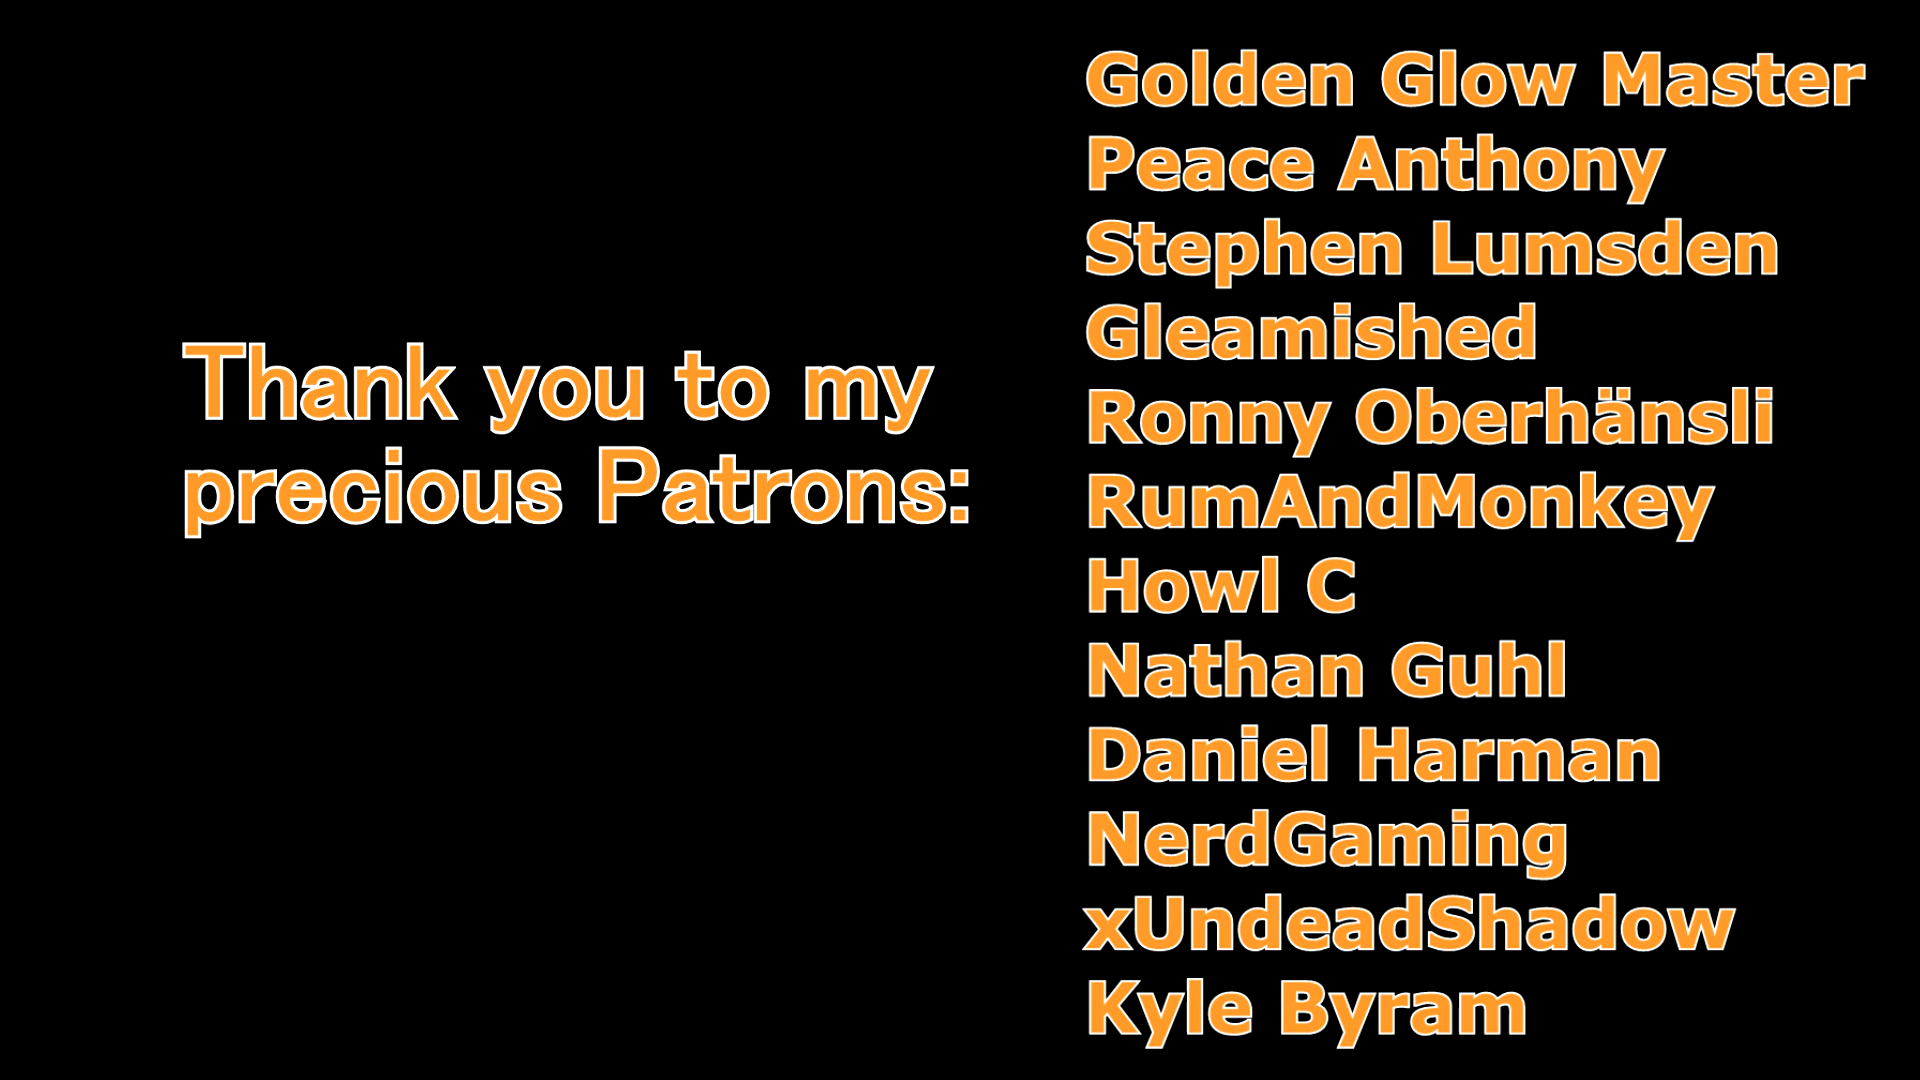 Thank you to my
precious Patrons:
Golden Glow Master
Peace Anthony
Stephen Lumsden
Gleamished
Ronny Oberhänsli
RumAndMonkey
Howl C
Nathan Guhl
Daniel Harman
NerdGaming
xUndeadShadow
Kyle Byram